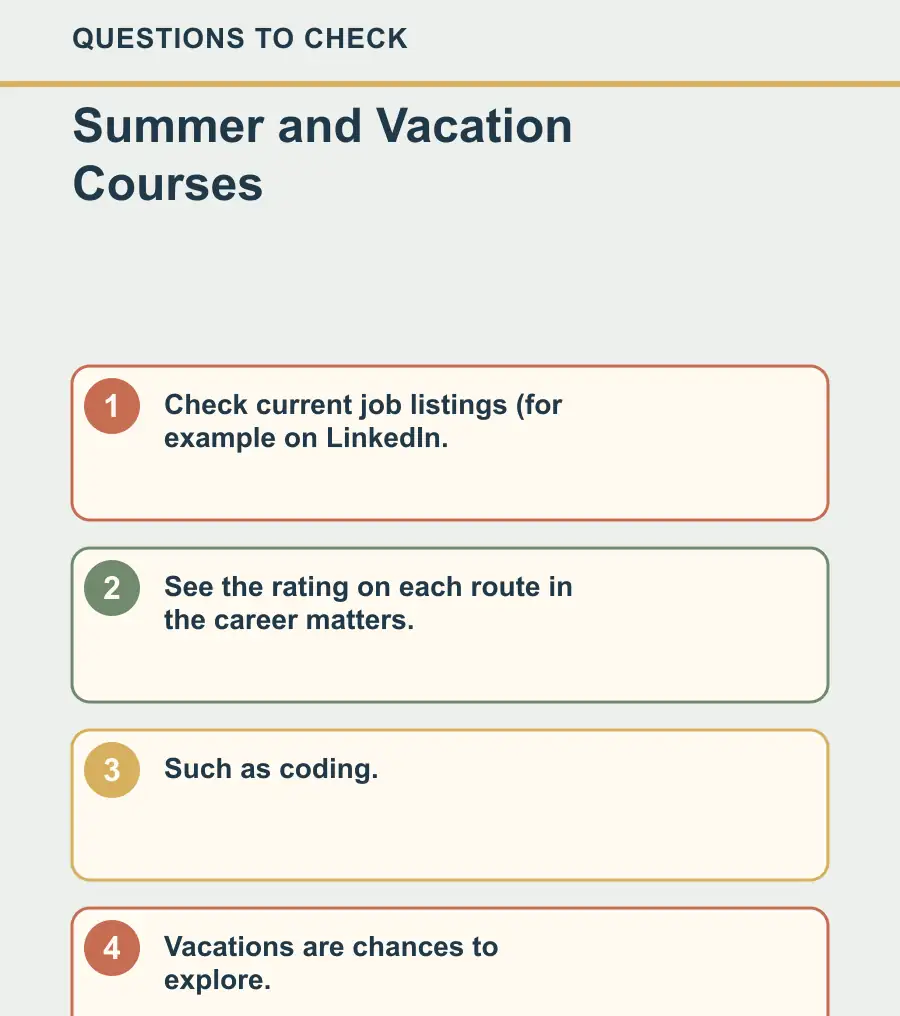 QUESTIONS TO CHECK
Summer and Vacation
Courses
1
Check current job listings (for
example on LinkedIn.
2
See the rating on each route in
the career matters.
3
Such as coding.
4
Vacations are chances to
explore.